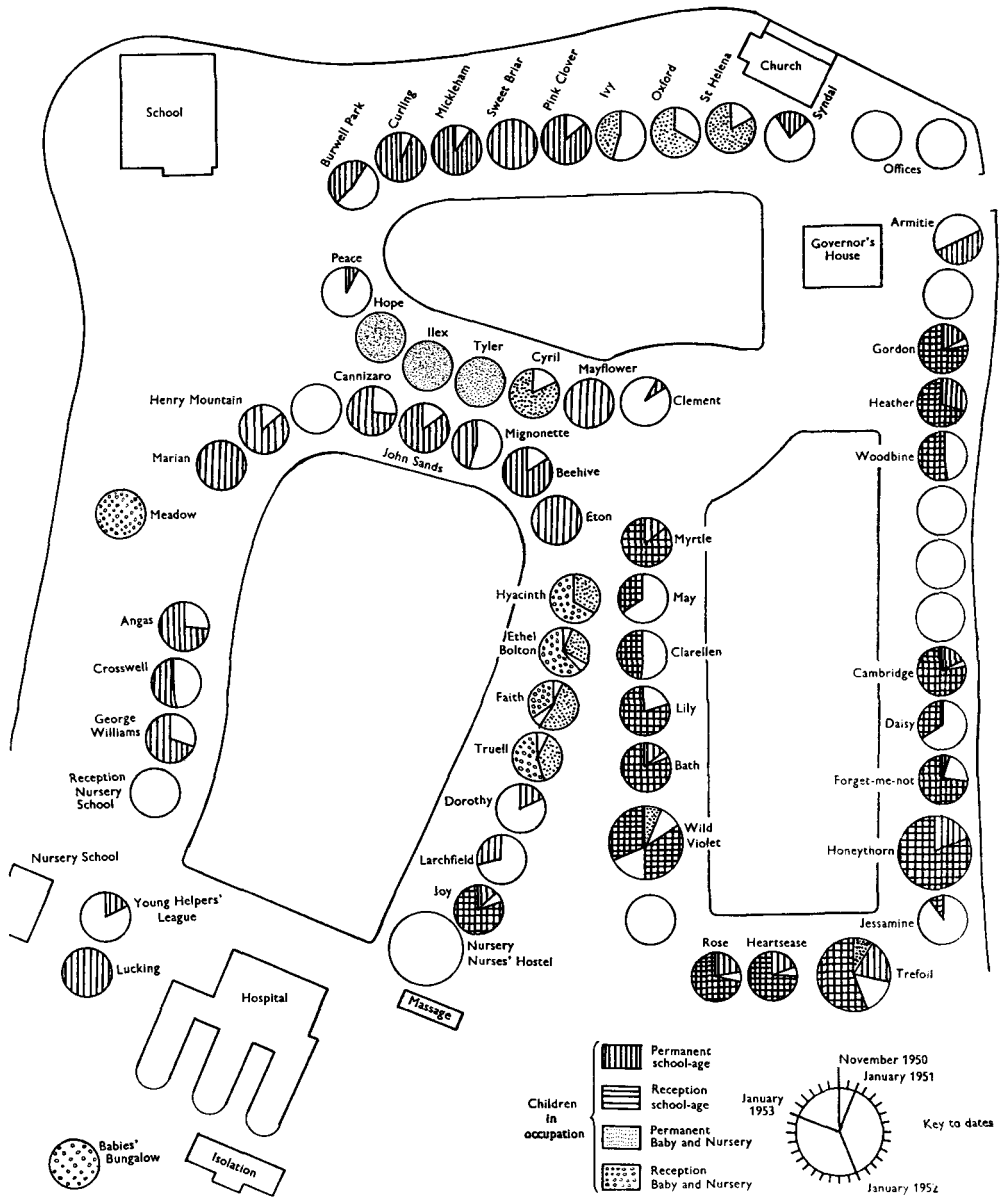 School
Burwell Park
Curling
Mickleham
Sweet Briar
Pink Clover
Ivy
Oxford
St Helena
Church
Syndal
Offices
Armitie
Governor's
House
Peace
Hope
Ilex
Tyler
Cyril
Mayflower
Clement
Gordon
Heather
Woodbine
Cannizaro
Henry Mountain
Marian
John Sands
Mignonette
Beehive
Eton
Meadow
Myrtle
Hyacinth
May
Angas
Ethel
Bolton
Clarellen
Crosswell
Faith
Lily
Cambridge
George
Williams
Truell
Bath
Daisy
Reception
Nursery
School
Dorothy
Forget-me-not
Wild
Violet
Nursery School
Larchfield
Honeythorn
Young Helpers'
League
Joy
Jessamine
Lucking
Nursery
Nurses' Hostel
Rose
Heartsease
Trefoil
Hospital
Massage
Children
in
occupation
Permanent
school-age
Reception
school-age
Permanent
Baby and Nursery
Reception
Baby and Nursery
November 1950
January 1951
January
1953
Key to dates
January 1952
Babies'
Bungalow
Isolation